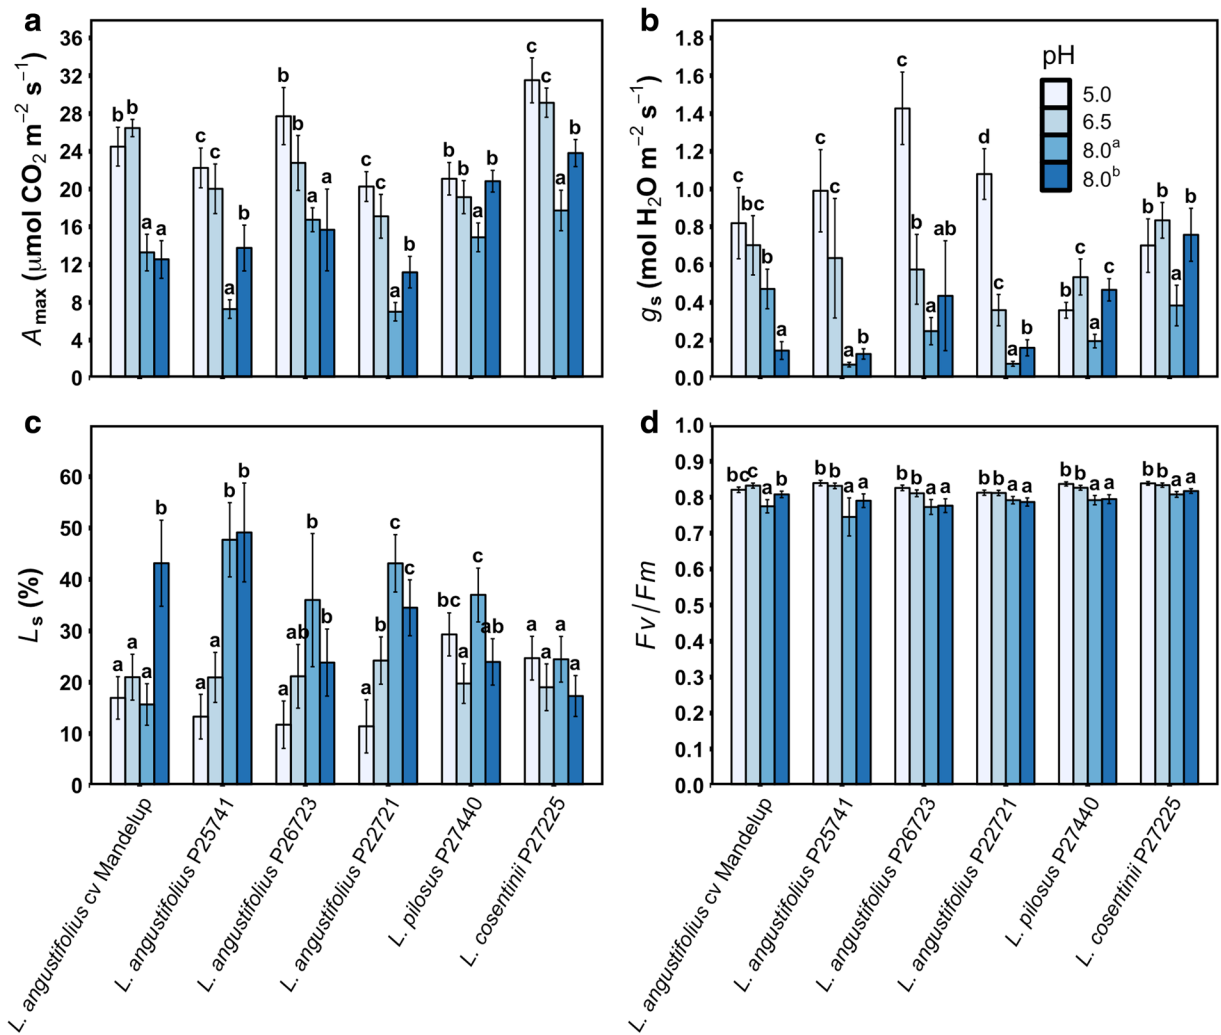 a
A_max (μmol CO₂ m⁻² s⁻¹)
36
32
28
24
20
16
12
8
4
0
b b a a
c c a b
b b a a
c c a b
b b a b
c c a b
b
g_s (mol H₂O m⁻² s⁻¹)
1.8
1.6
1.4
1.2
1.0
0.8
0.6
0.4
0.2
0.0
c bc b a
c c a b
c b a ab
d c a b
b c a c
b b a b
pH
5.0
6.5
8.0ᵃ
8.0ᵇ
c
L_s (%)
60
50
40
30
20
10
0
a a a b
a a b b
a ab b b
a b c c
bc a c ab
a a a a
L. angustifolius cv Mandelup
L. angustifolius P25741
L. angustifolius P26723
L. angustifolius P22721
L. pilosus P27440
L. cosentinii P27225
d
Fv/Fm
1.0
0.9
0.8
0.7
0.6
0.5
0.4
0.3
0.2
0.1
0.0
bc c a b
b b a a
b b a a
b b a a
b b a a
b b a a
L. angustifolius cv Mandelup
L. angustifolius P25741
L. angustifolius P26723
L. angustifolius P22721
L. pilosus P27440
L. cosentinii P27225